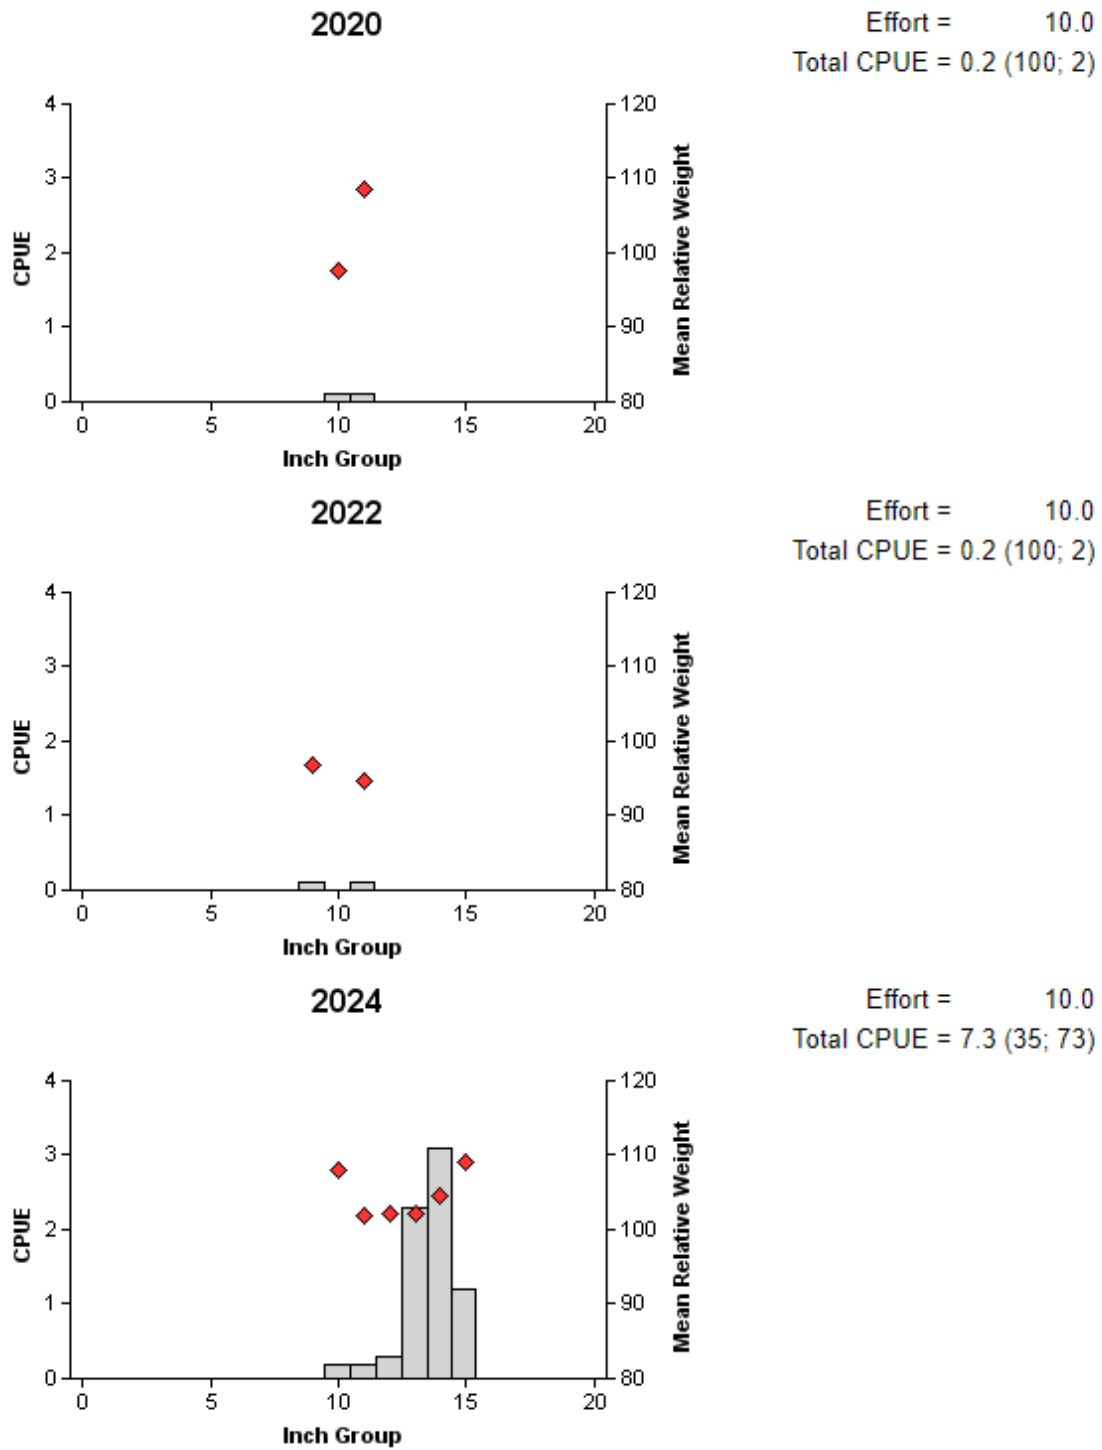 2020
Effort = 10.0
Total CPUE = 0.2 (100; 2)
4 120
3 110
2 100
1 90
0 80
CPUE
Mean Relative Weight
0 5 10 15 20
Inch Group
2022
Effort = 10.0
Total CPUE = 0.2 (100; 2)
4 120
3 110
2 100
1 90
0 80
CPUE
Mean Relative Weight
0 5 10 15 20
Inch Group
2024
Effort = 10.0
Total CPUE = 7.3 (35; 73)
4 120
3 110
2 100
1 90
0 80
CPUE
Mean Relative Weight
0 5 10 15 20
Inch Group